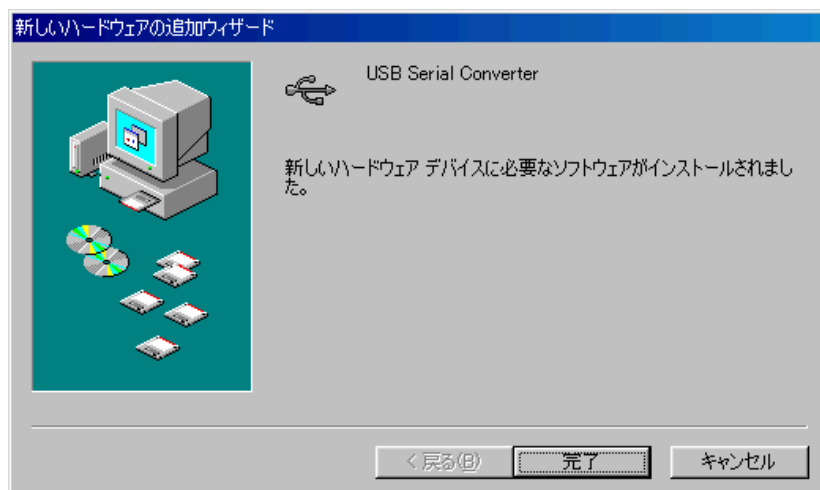 新しいハードウェアの追加ウィザード
USB Serial Converter
新しいハードウェア デバイスに必要なソフトウェアがインストールされまし
た。
< 戻る(B)
完了
キャンセル